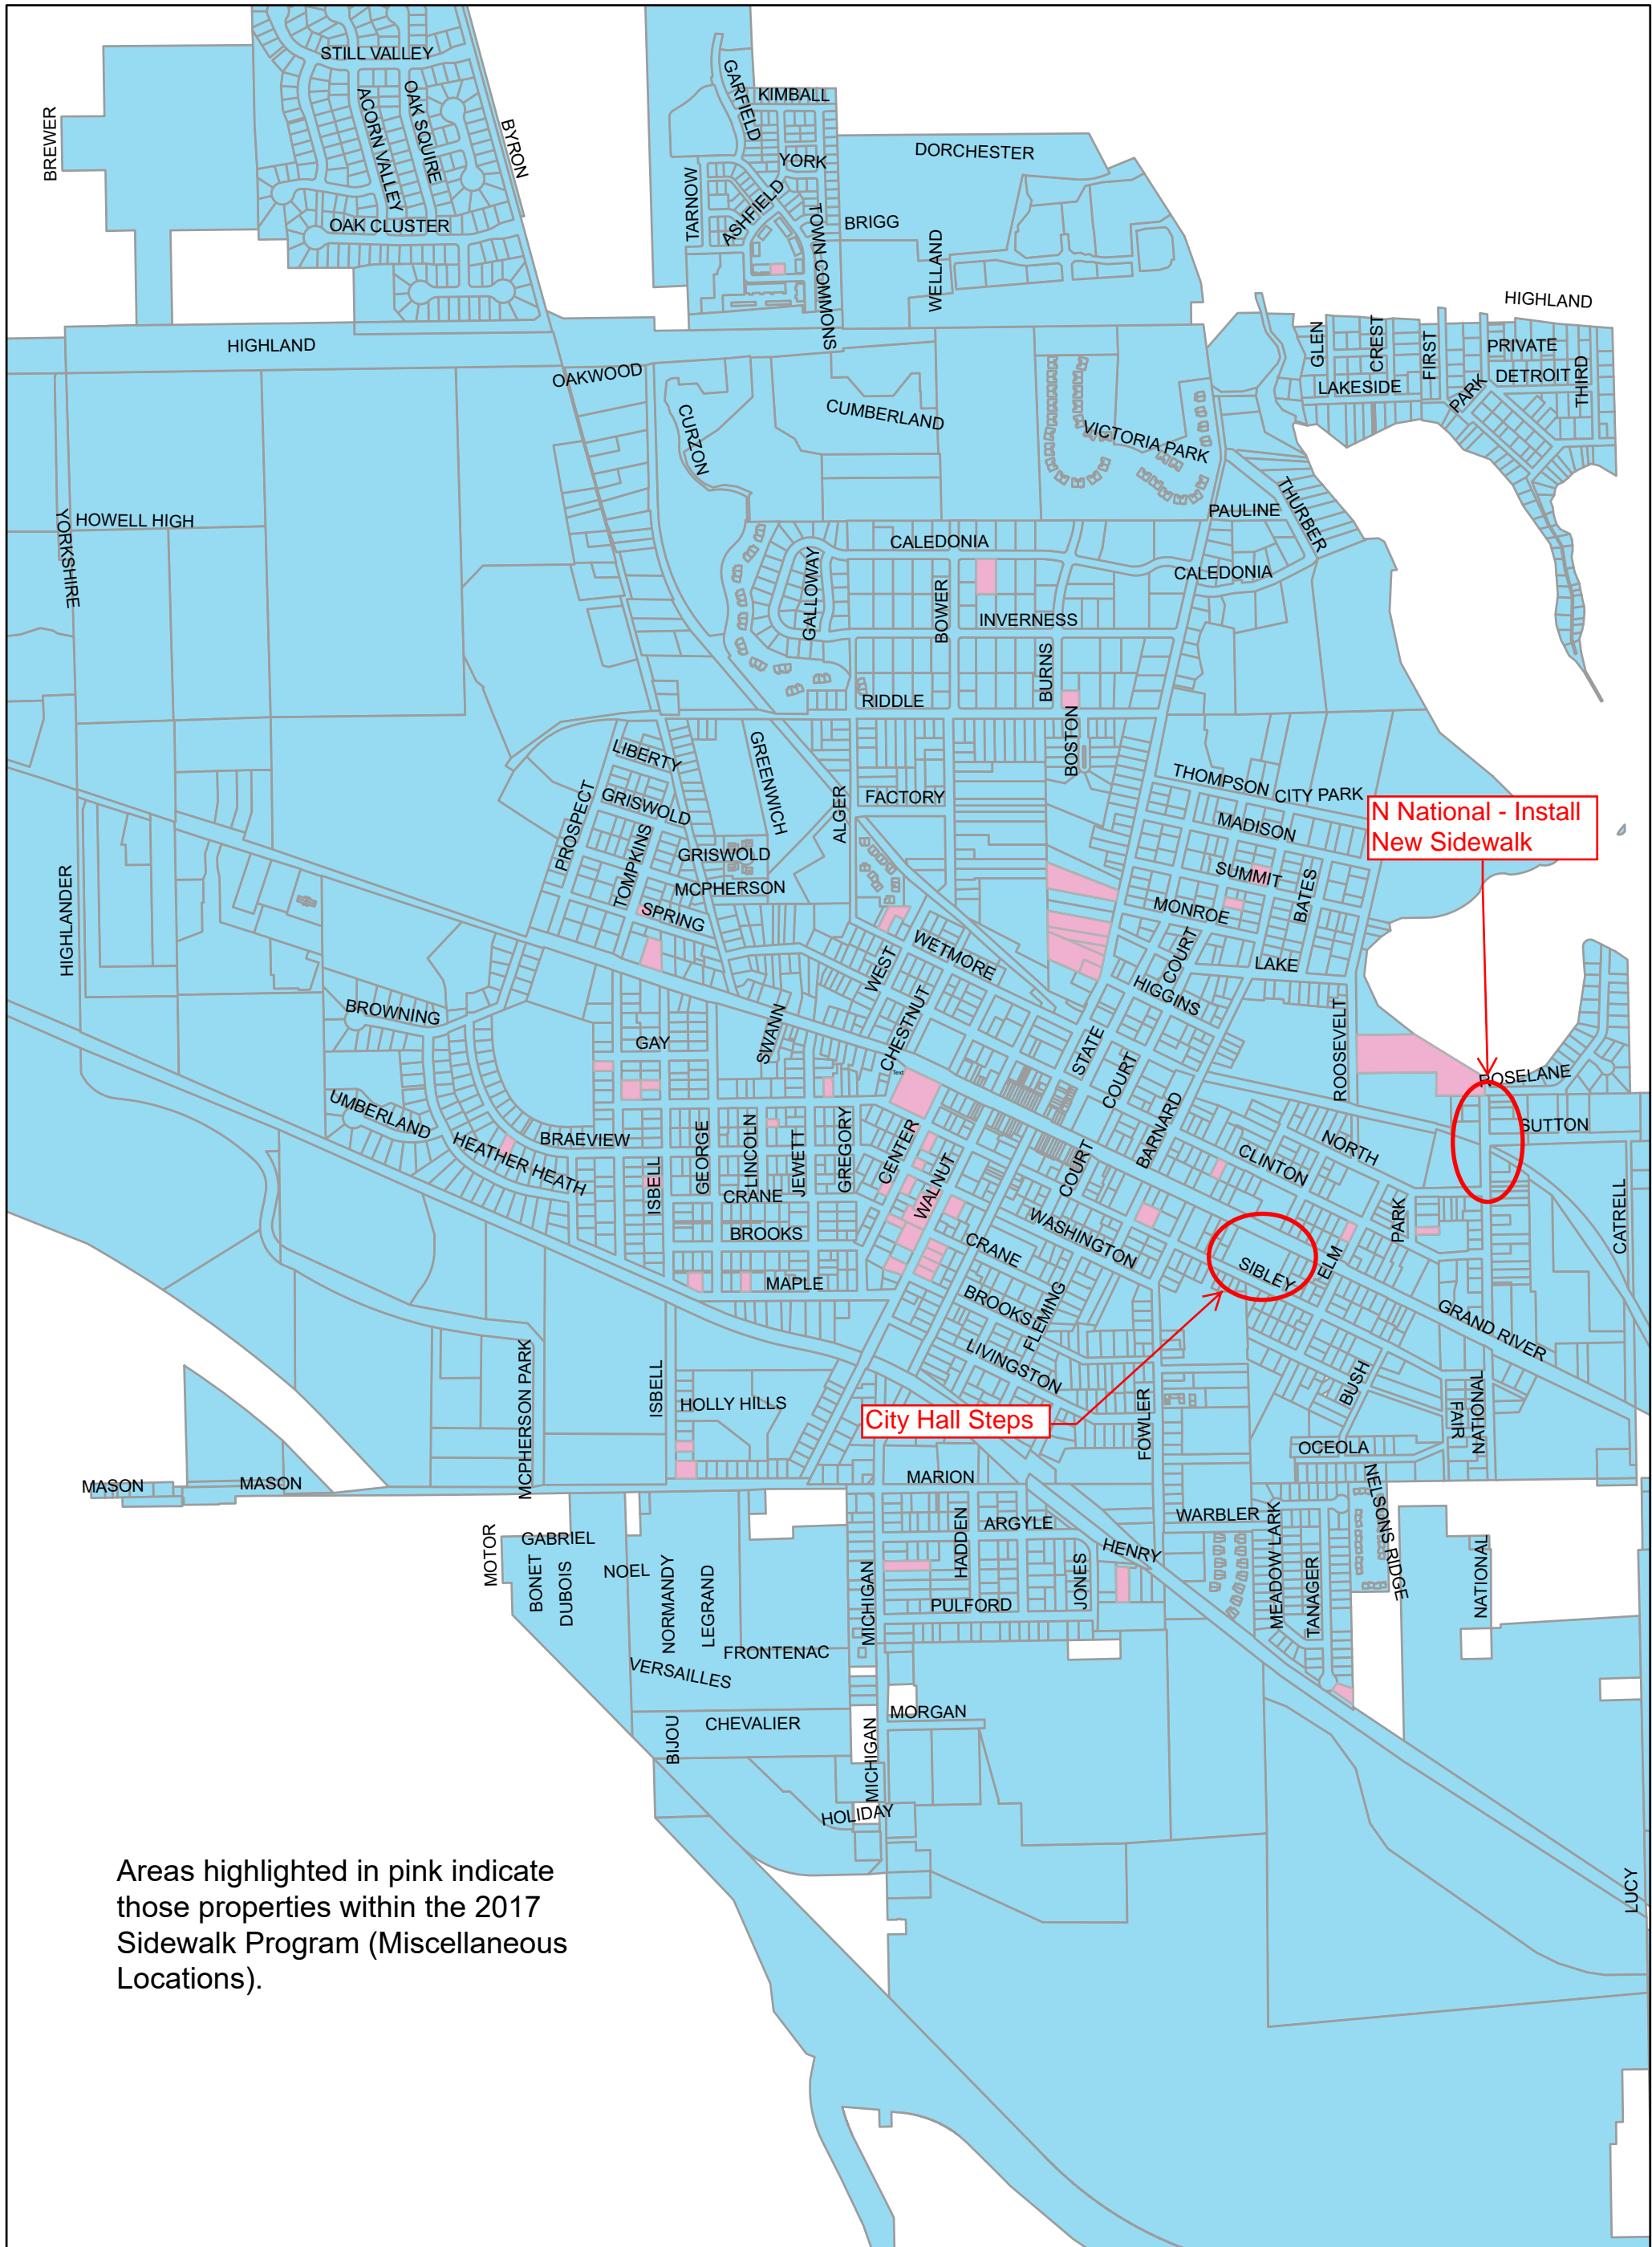 STILL VALLEY
ACORN VALLEY
OAK SQUIRE
BYRON
BREWER
OAK CLUSTER
GARFIELD
KIMBALL
YORK
TARNOW
ASHFIELD
TOWN COMMONS
DORCHESTER
BRIGG
WELLAND
HIGHLAND
HIGHLAND
GLEN
CREST
FIRST
PRIVATE
DETROIT
THIRD
LAKESIDE
PARK
OAKWOOD
CURZON
CUMBERLAND
VICTORIA PARK
THURBER
PAULINE
YORKSHIRE
HOWELL HIGH
CALEDONIA
CALEDONIA
GALLOWAY
BOWER
INVERNESS
BURNS
RIDDLE
BOSTON
LIBERTY
GREENWICH
GRISWOLD
PROSPECT
TOMPKINS
GRISWOLD
MCPHERSON
SPRING
ALGER
FACTORY
THOMPSON
CITY PARK
MADISON
SUMMIT
BATES
MONROE
COURT
LAKE
HIGGINS
N National - Install
New Sidewalk
HIGHLANDER
BROWNING
WEST
WETMORE
CHESTNUT
SWANN
GAY
STATE
COURT
ROOSEVELT
ROSELANE
SUTTON
Text
UMBERLAND
HEATHER HEATH
BRAEVIEW
ISBELL
GEORGE
LINCOLN
JEWETT
GREGORY
CENTER
WALNUT
COURT
BARNARD
CLINTON
NORTH
CRANE
BROOKS
MAPLE
CRANE
WASHINGTON
BROOKS
FLEMING
LIVINGSTON
SIBLEY
ELM
PARK
CATRELL
GRAND RIVER
MCPHERSON PARK
ISBELL
HOLLY HILLS
City Hall Steps
FOWLER
BUSH
FAIR
NATIONAL
OCEOLA
MASON
MASON
MARION
WARBLER
MEADOW LARK
NELSONS RIDGE
MOTOR
GABRIEL
BONET
DUBOIS
NOEL
NORMANDY
LEGRAND
MICHIGAN
HADDEN
ARGYLE
HENRY
JONES
PULFORD
TANAGER
NATIONAL
FRONTENAC
VERSAILLES
BIJOU
CHEVALIER
MICHIGAN
MORGAN
HOLIDAY
LUCY
Areas highlighted in pink indicate
those properties within the 2017
Sidewalk Program (Miscellaneous
Locations).